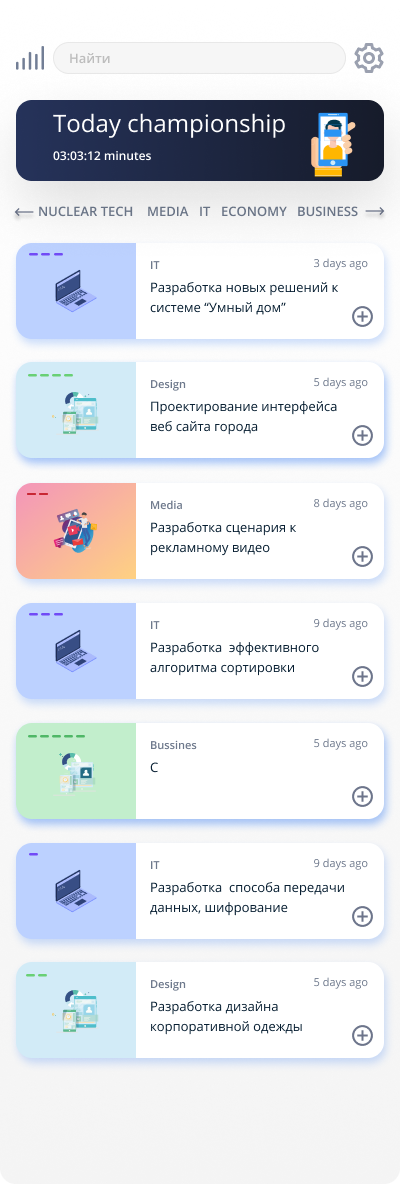 Найти
Today championship
03:03:12 minutes
NUCLEAR TECH MEDIA IT ECONOMY BUSINESS
IT 3 days ago
Разработка новых решений к
системе “Умный дом”
Design 5 days ago
Проектирование интерфейса
веб сайта города
Media 8 days ago
Разработка сценария к
рекламному видео
IT 9 days ago
Разработка  эффективного
алгоритма сортировки
Bussines 5 days ago
С
IT 9 days ago
Разработка  способа передачи
данных, шифрование
Design 5 days ago
Разработка дизайна
корпоративной одежды